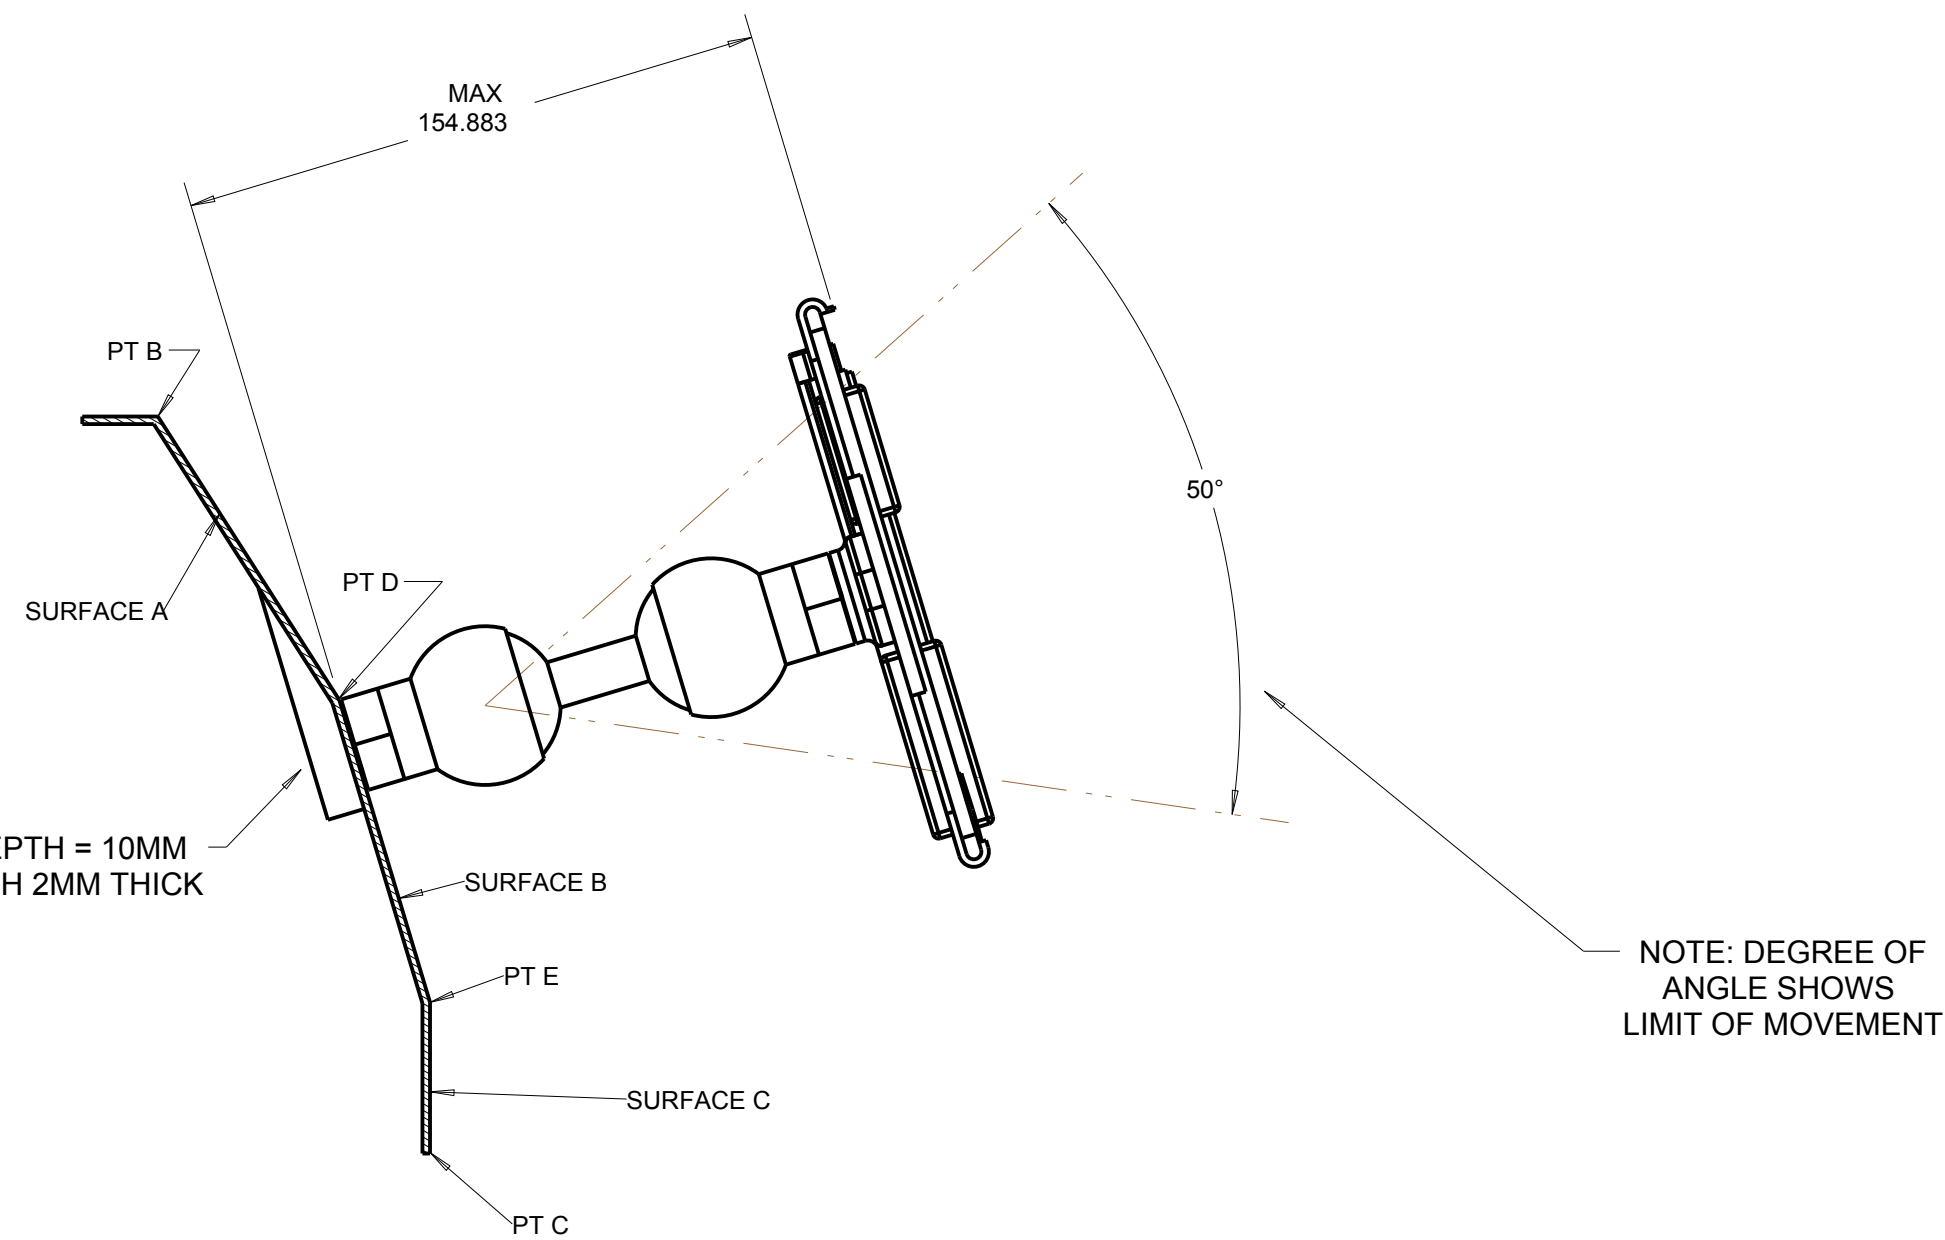 MAX
154.883
PT B
50°
PT D
SURFACE A
= 10MM
2MM THICK
SURFACE B
NOTE: DEGREE OF
ANGLE SHOWS
LIMIT OF MOVEMENT
PT E
SURFACE C
PT C